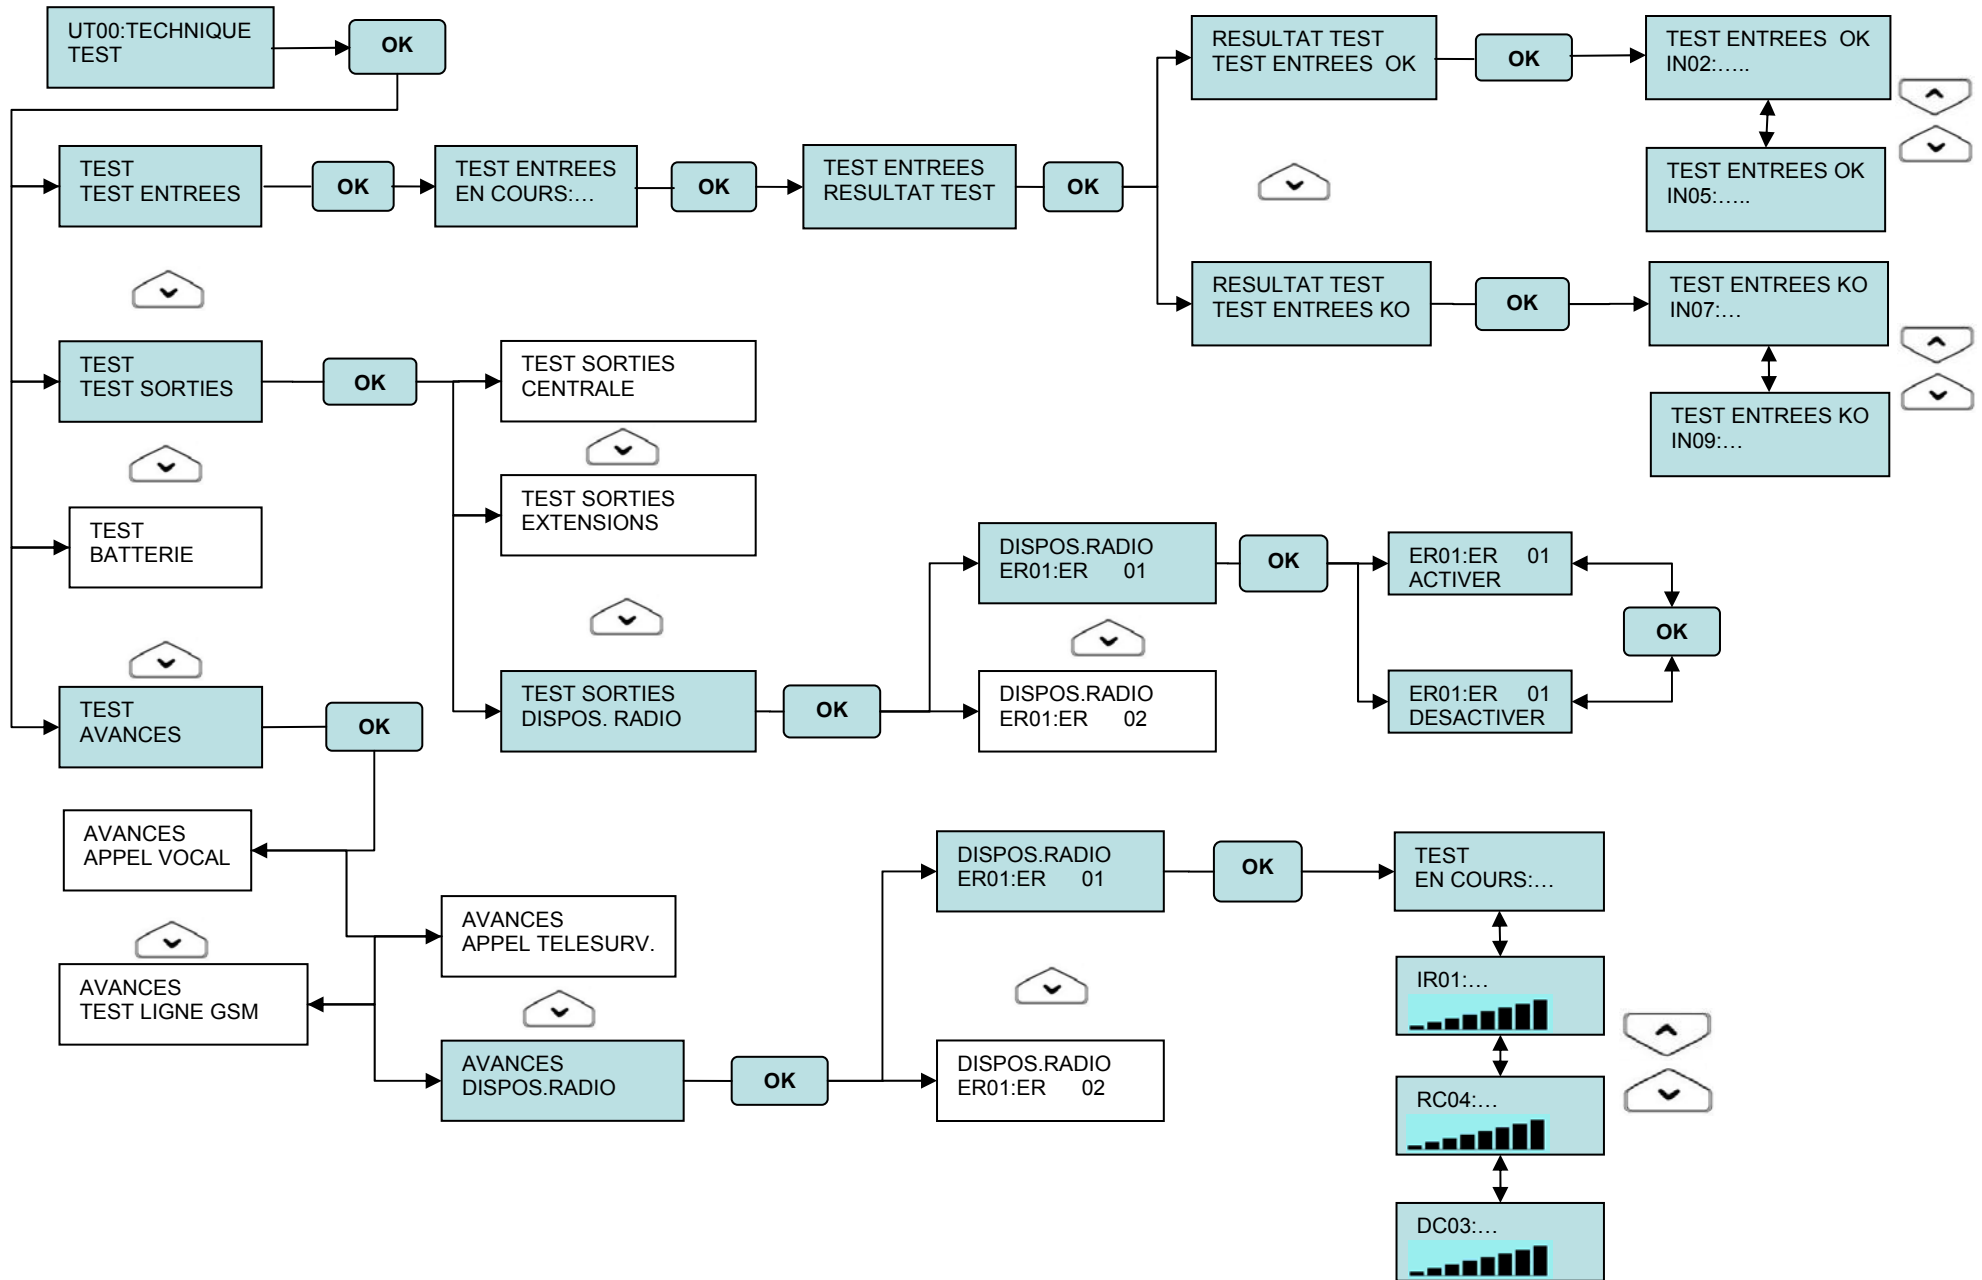 UT00:TECHNIQUE
TEST
OK
RESULTAT TEST
TEST ENTREES OK
OK
TEST ENTREES OK
IN02:.....
TEST
TEST ENTREES
OK
TEST ENTREES
EN COURS:...
OK
TEST ENTREES
RESULTAT TEST
OK
TEST ENTREES OK
IN05:.....
RESULTAT TEST
TEST ENTREES KO
OK
TEST ENTREES KO
IN07:...
TEST ENTREES KO
IN09:...
TEST
TEST SORTIES
OK
TEST SORTIES
CENTRALE
TEST SORTIES
EXTENSIONS
TEST
BATTERIE
DISPOS.RADIO
ER01:ER 01
OK
ER01:ER 01
ACTIVER
OK
TEST SORTIES
DISPOS. RADIO
OK
DISPOS.RADIO
ER01:ER 02
ER01:ER 01
DESACTIVER
TEST
AVANCES
OK
AVANCES
APPEL VOCAL
AVANCES
APPEL TELESURV.
AVANCES
TEST LIGNE GSM
AVANCES
DISPOS.RADIO
OK
DISPOS.RADIO
ER01:ER 01
OK
TEST
EN COURS:...
DISPOS.RADIO
ER01:ER 02
IR01:...
RC04:...
DC03:...